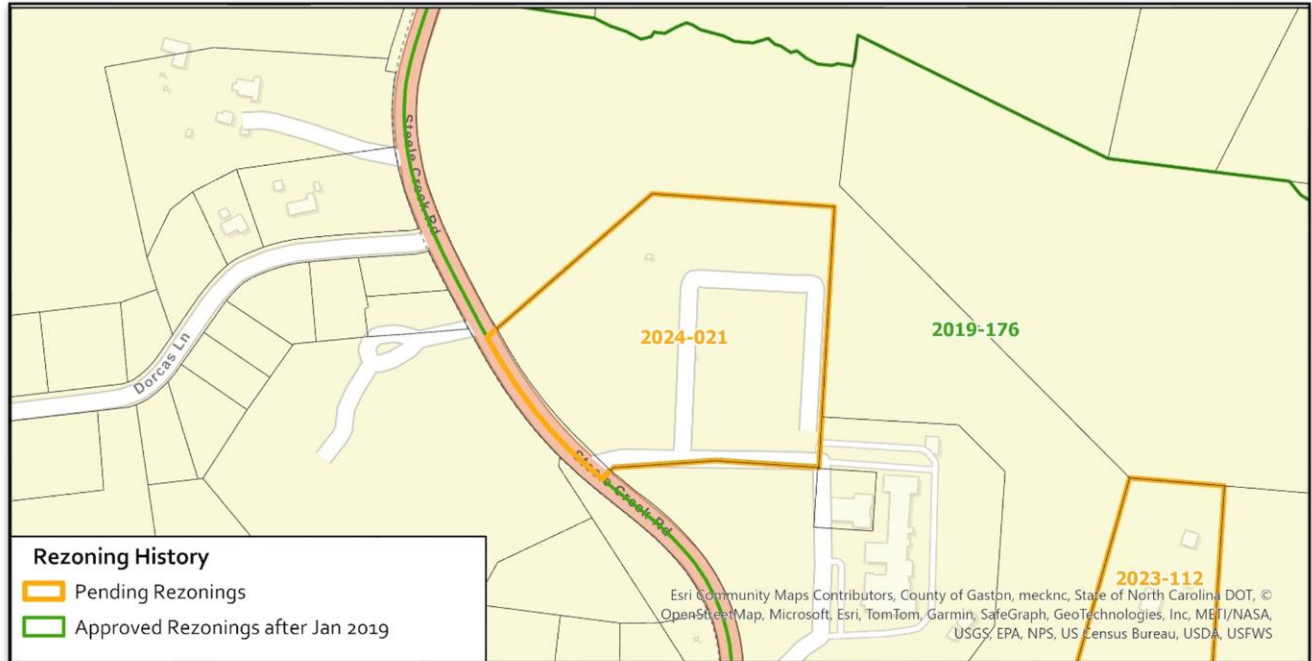 Steele Creek Rd
2019-176
2024-021
Dorcas Ln
Steele Creek Rd
2023-112
Rezoning History
Pending Rezonings
Approved Rezonings after Jan 2019
Esri Community Maps Contributors, County of Gaston, mecknc, State of North Carolina DOT, ©
OpenStreetMap, Microsoft, Esri, TomTom, Garmin, SafeGraph, GeoTechnologies, Inc, METI/NASA,
USGS, EPA, NPS, US Census Bureau, USDA, USFWS